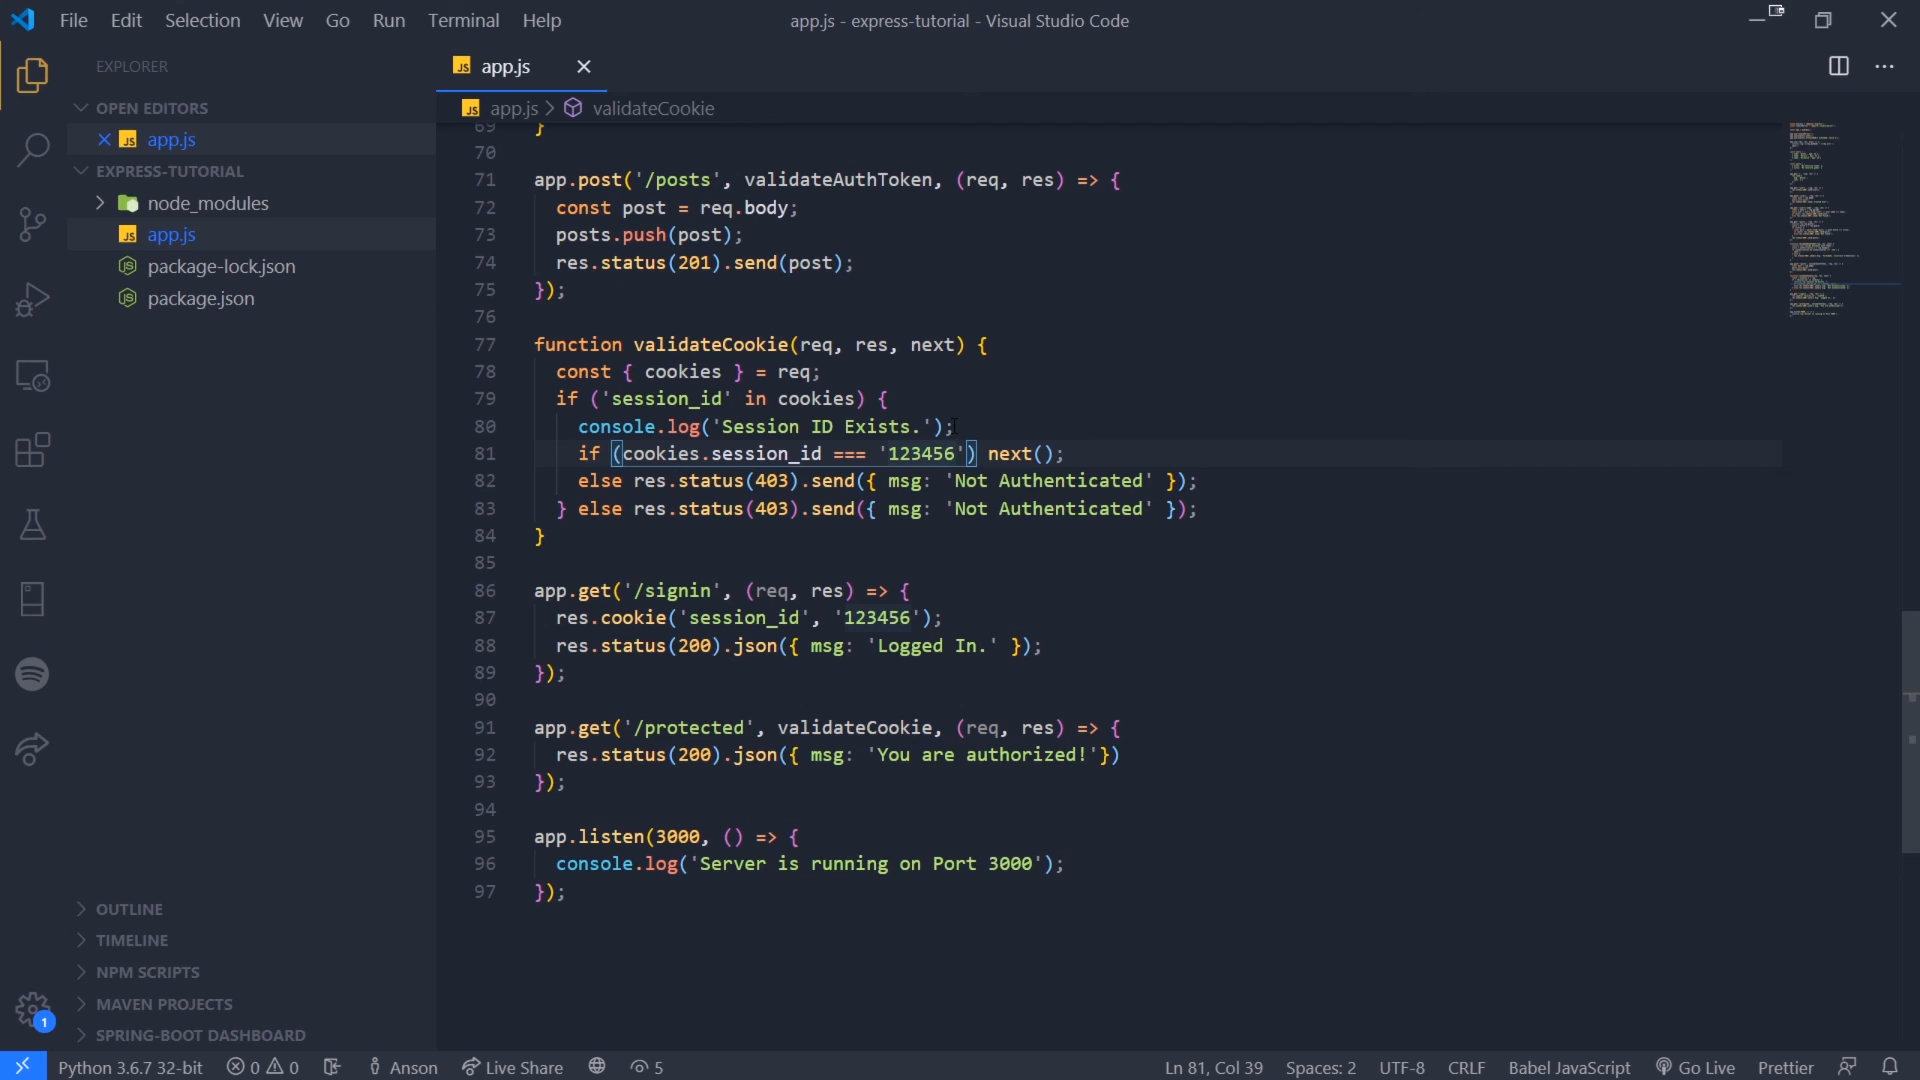 File Edit Selection View Go Run Terminal Help
app.js - express-tutorial - Visual Studio Code
EXPLORER
OPEN EDITORS
JS app.js
EXPRESS-TUTORIAL
node_modules
JS app.js
package-lock.json
package.json
OUTLINE
TIMELINE
NPM SCRIPTS
MAVEN PROJECTS
SPRING-BOOT DASHBOARD
1
JS app.js
JS app.js > validateCookie
69 }
70
71 app.post('/posts', validateAuthToken, (req, res) => {
72   const post = req.body;
73   posts.push(post);
74   res.status(201).send(post);
75 });
76
77 function validateCookie(req, res, next) {
78   const { cookies } = req;
79   if ('session_id' in cookies) {
80     console.log('Session ID Exists.');
81     if (cookies.session_id === '123456') next();
82     else res.status(403).send({ msg: 'Not Authenticated' });
83   } else res.status(403).send({ msg: 'Not Authenticated' });
84 }
85
86 app.get('/signin', (req, res) => {
87   res.cookie('session_id', '123456');
88   res.status(200).json({ msg: 'Logged In.' });
89 });
90
91 app.get('/protected', validateCookie, (req, res) => {
92   res.status(200).json({ msg: 'You are authorized!'})
93 });
94
95 app.listen(3000, () => {
96   console.log('Server is running on Port 3000');
97 });
Python 3.6.7 32-bit 0 0 Anson Live Share 5 Ln 81, Col 39 Spaces: 2 UTF-8 CRLF Babel JavaScript Go Live Prettier